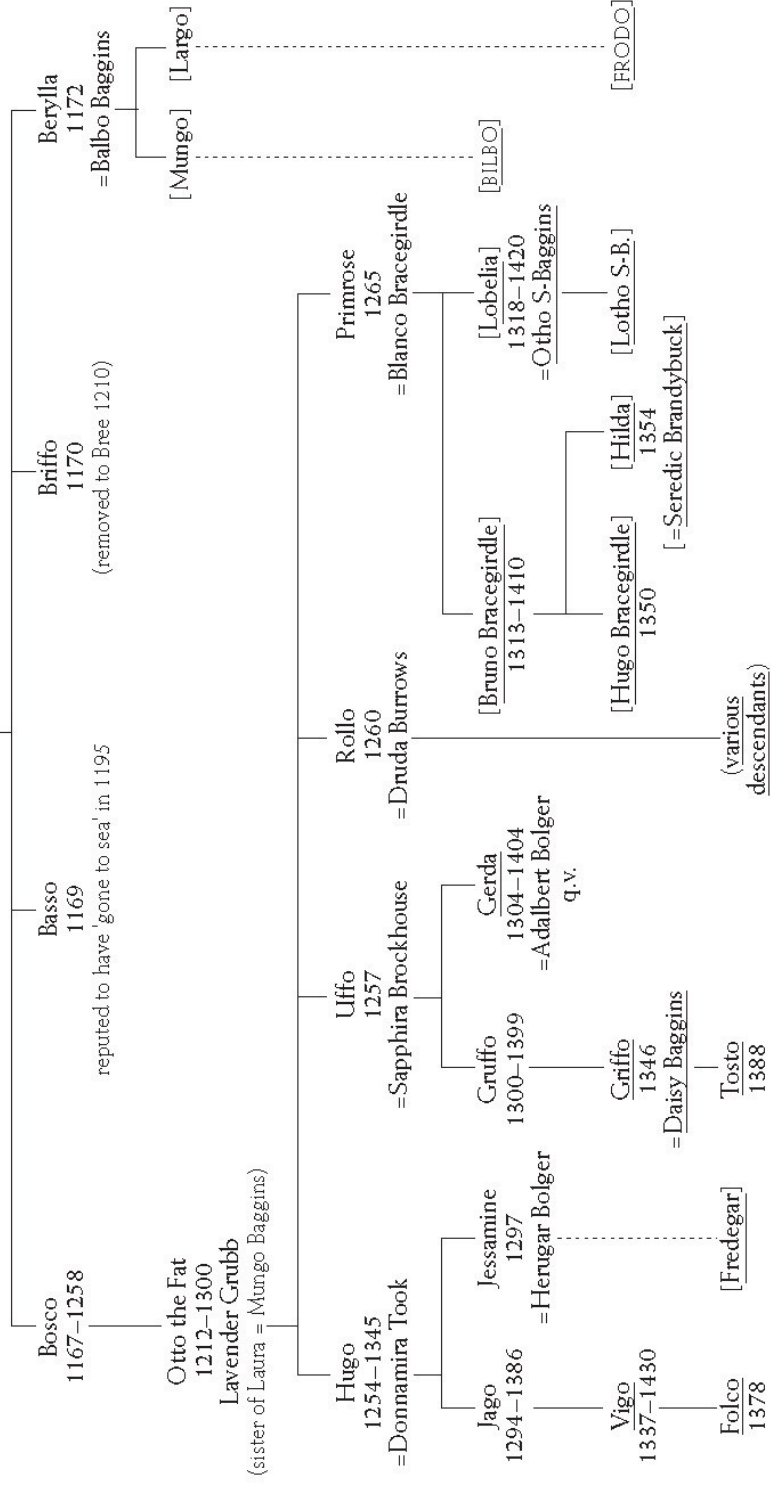 Bosco
1167–1258
Basso
1169
reputed to have 'gone to sea' in 1195
Briffo
1170
(removed to Bree 1210)
Berylla
1172
=Balbo Baggins
Otto the Fat
1212–1300
Lavender Grubb
(sister of Laura = Mungo Baggins)
[Mungo]
[Largo]
Hugo
1254–1345
=Donnamira Took
Uffo
1257
=Sapphira Brockhouse
Rollo
1260
=Druda Burrows
Primrose
1265
=Blanco Bracegirdle
Jago
1294–1386
Jessamine
1297
=Herugar Bolger
Gruffo
1300–1399
Gerda
1304–1404
=Adalbert Bolger
q.v.
[Bruno Bracegirdle]
1313–1410
[Lobelia]
1318–1420
=Otho S-Baggins
[BILBO]
Vigo
1337–1430
Griffo
1346
=Daisy Baggins
[Hugo Bracegirdle]
1350
[Hilda]
1354
[=Seredic Brandybuck]
[Lotho S-B.]
[FRODO]
Folco
1378
[Fredegar]
Tosto
1388
(various
descendants)